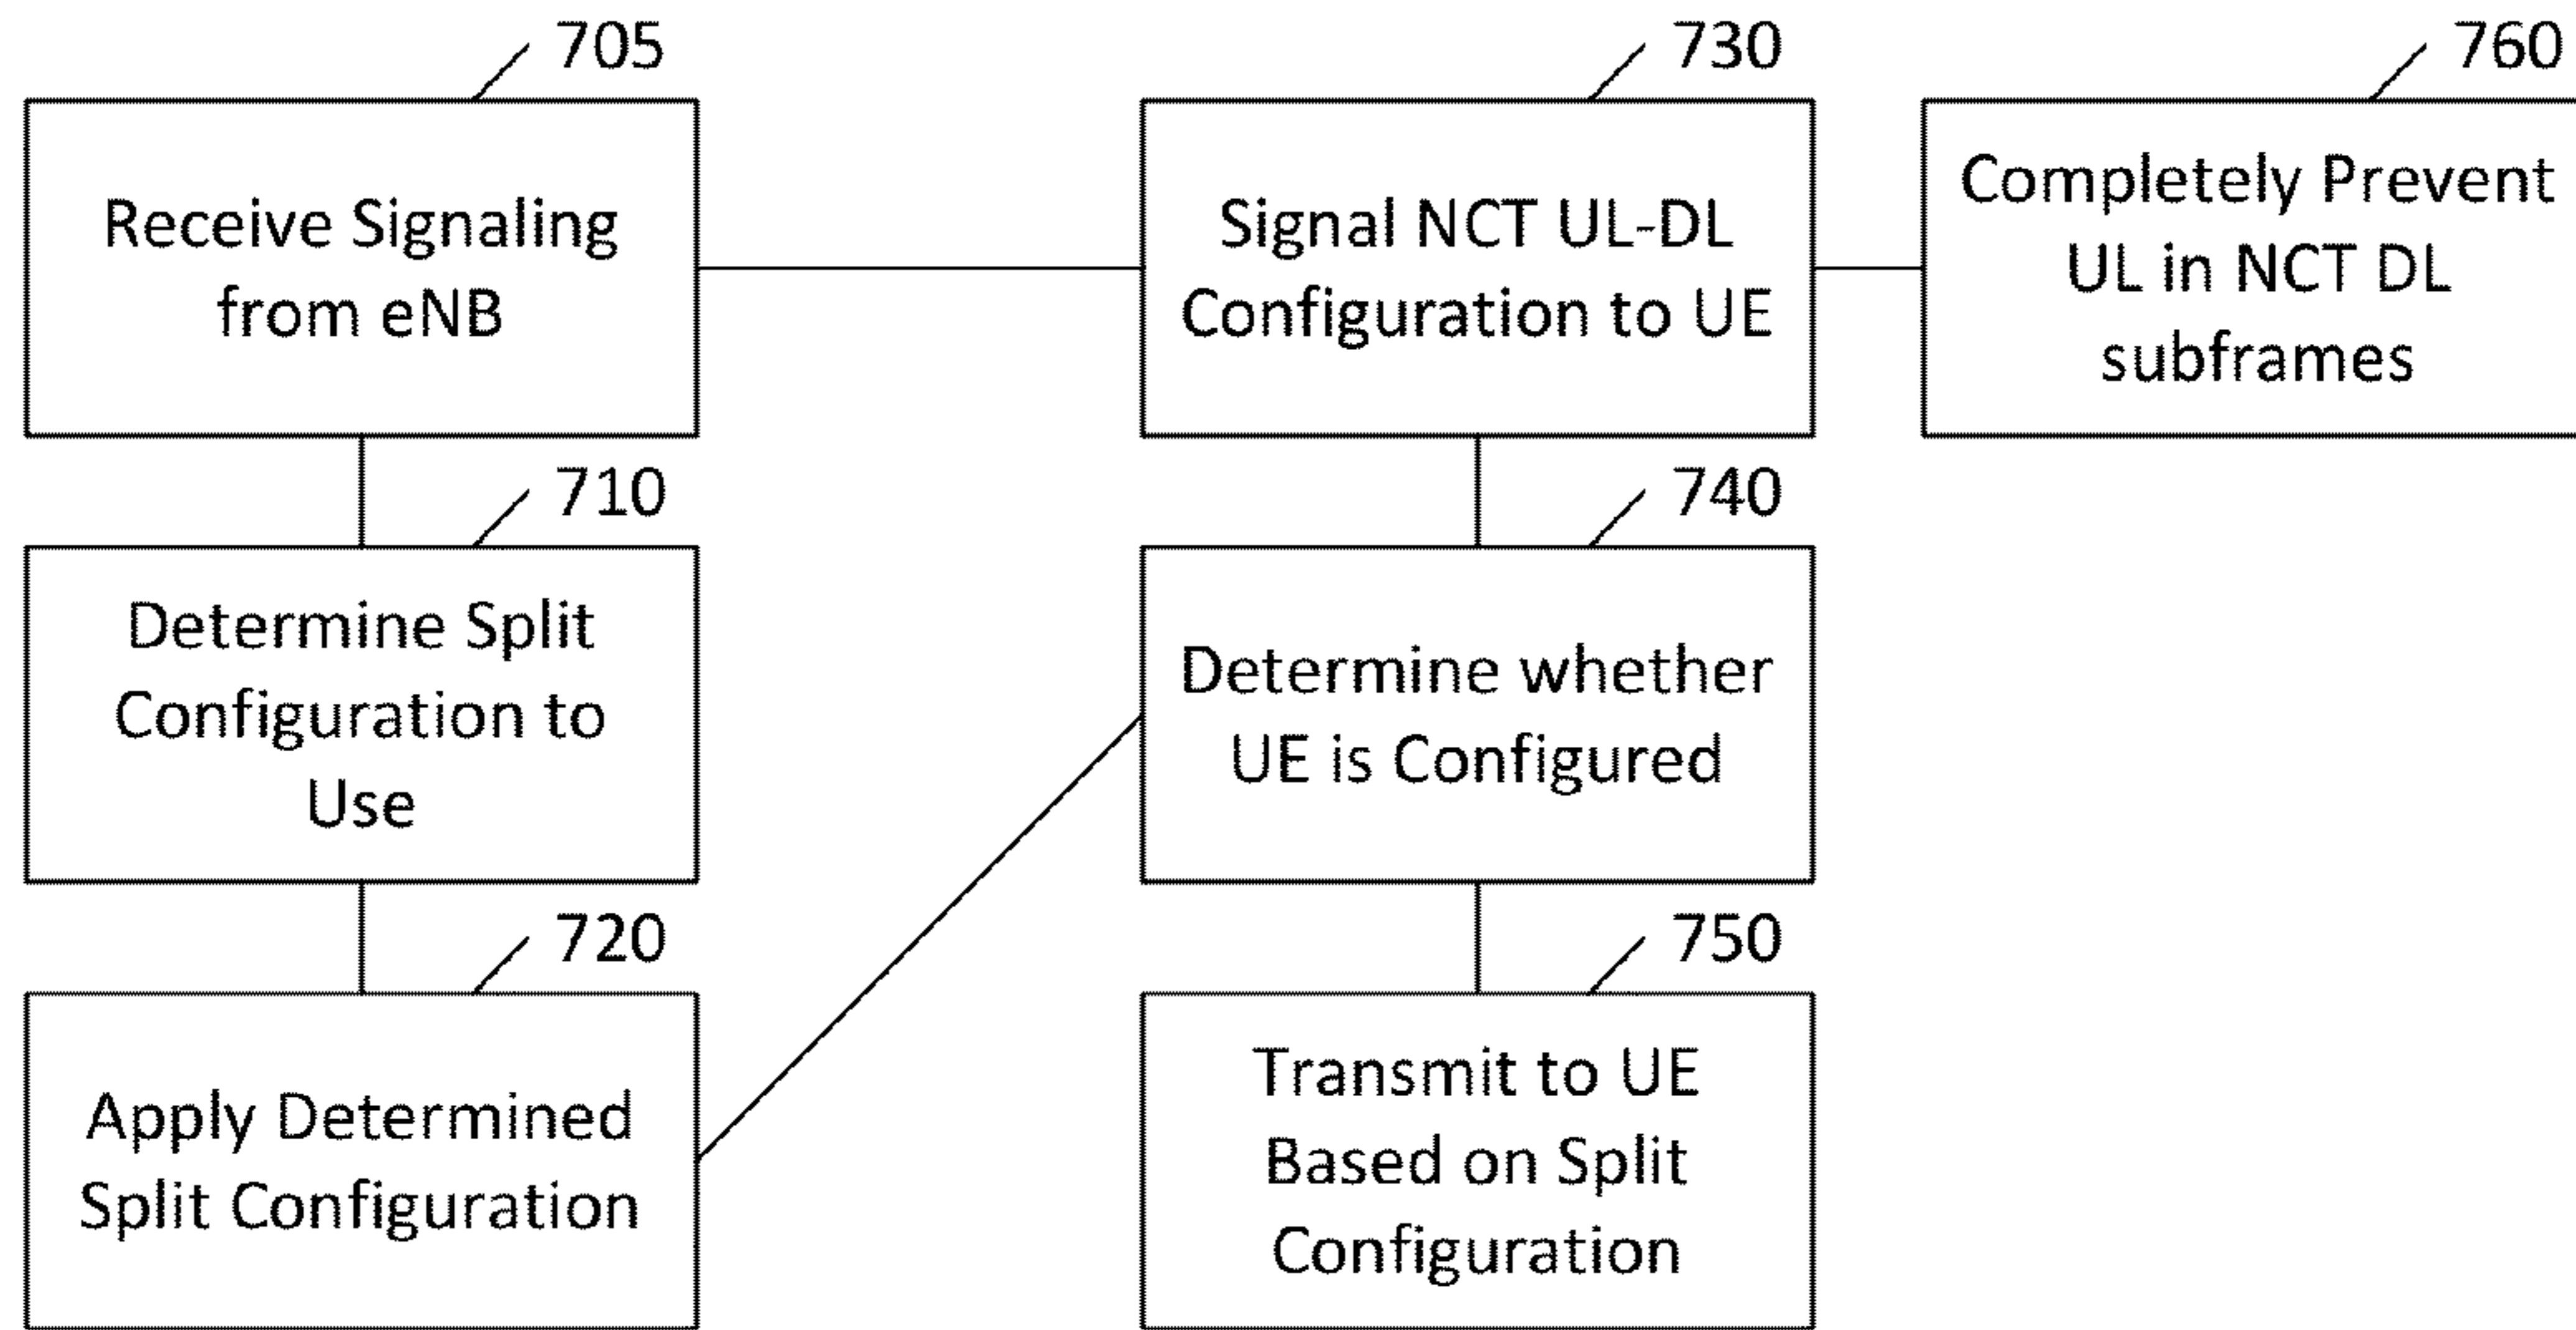 705
Receive Signaling
from eNB
710
Determine Split
Configuration to
Use
720
Apply Determined
Split Configuration
730
Signal NCT UL-DL
Configuration to UE
740
Determine whether
UE is Configured
750
Transmit to UE
Based on Split
Configuration
760
Completely Prevent
UL in NCT DL
subframes